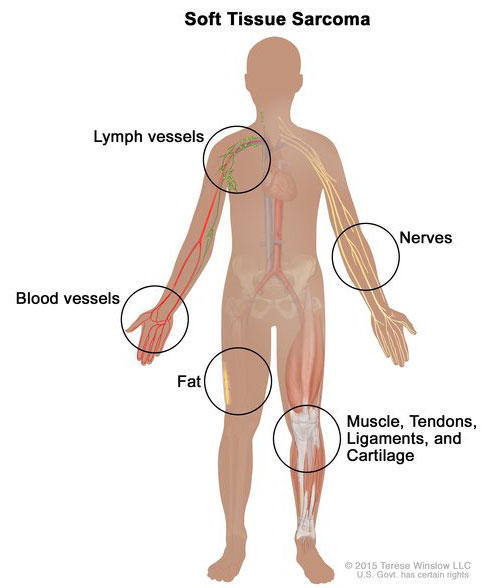 Soft Tissue Sarcoma
Lymph vessels
Nerves
Blood vessels
Fat
Muscle, Tendons,
Ligaments, and
Cartilage
© 2015 Terese Winslow LLC
U.S. Govt. has certain rights